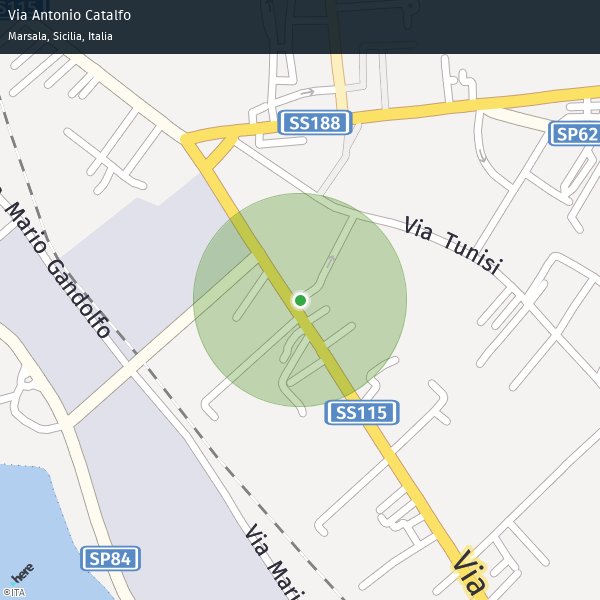 Via Antonio Catalfo
Marsala, Sicilia, Italia
SS188
SP62
Via Tunisi
Mario Gandolfo
SS115
SP84
Via Mari
Via
here
©ITA